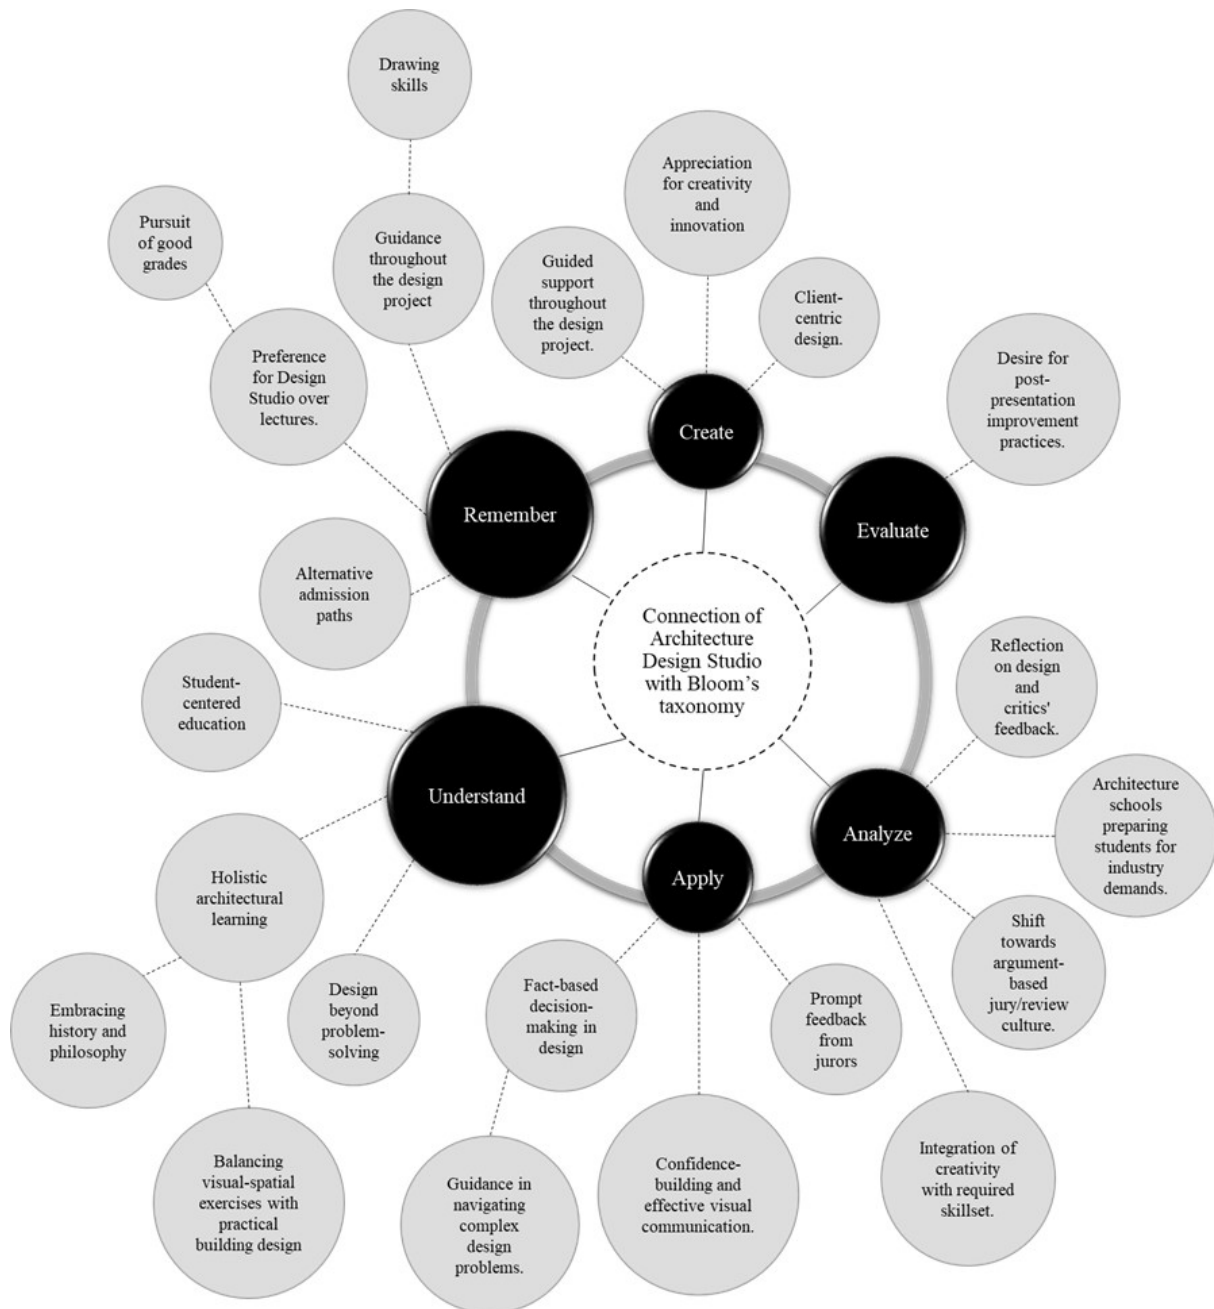 Drawing
skills
Appreciation
for creativity
and
innovation
Pursuit
of good
grades
Guidance
throughout
the design
project
Guided
support
throughout
the design
project.
Client-
centric
design.
Preference
for Design
Studio over
lectures.
Desire for
post-
presentation
improvement
practices.
Create
Remember
Evaluate
Alternative
admission
paths
Connection of
Architecture
Design Studio
with Bloom's
taxonomy
Student-
centered
education
Reflection
on design
and
critics'
feedback.
Understand
Analyze
Architecture
schools
preparing
students for
industry
demands.
Apply
Holistic
architectural
learning
Shift
towards
argument-
based
jury/review
culture.
Embracing
history and
philosophy
Design
beyond
problem-
solving
Fact-based
decision-
making in
design
Prompt
feedback
from
jurors
Balancing
visual-spatial
exercises with
practical
building design
Guidance in
navigating
complex
design
problems.
Confidence-
building and
effective visual
communication.
Integration of
creativity
with required
skillset.